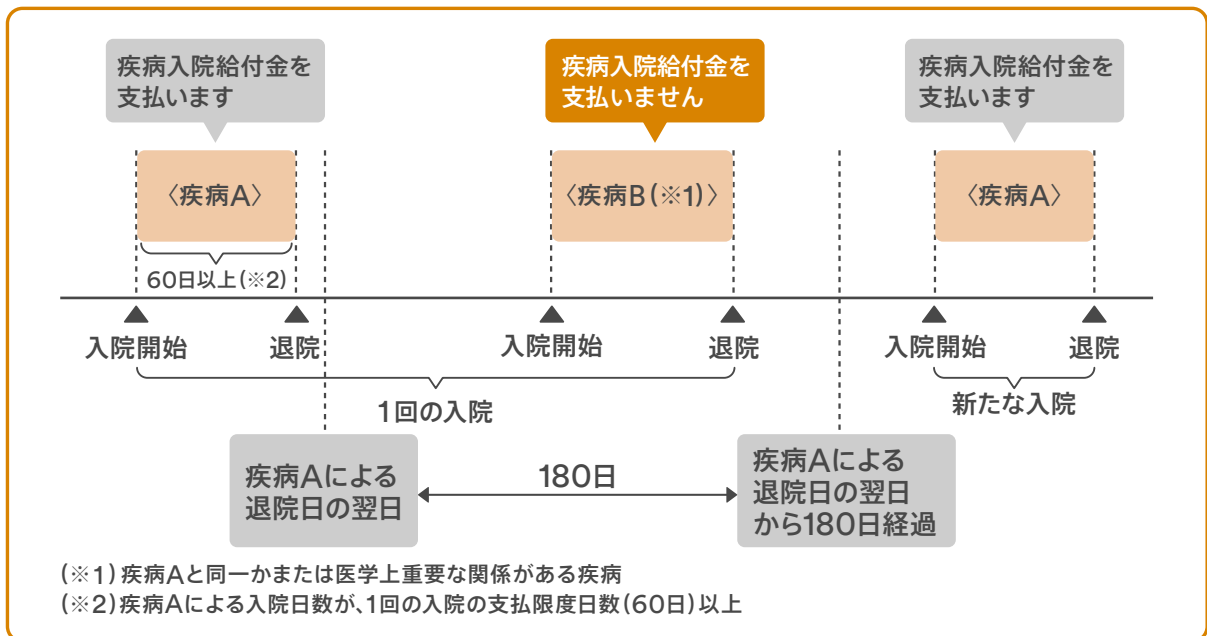 疾病入院給付金を
支払います
疾病入院給付金を
支払いません
疾病入院給付金を
支払います
〈疾病A〉
〈疾病B(※1)〉
〈疾病A〉
60日以上(※2)
入院開始
退院
入院開始
退院
入院開始
退院
1回の入院
新たな入院
疾病Aによる
退院日の翌日
180日
疾病Aによる
退院日の翌日
から180日経過
(※1)疾病Aと同一かまたは医学上重要な関係がある疾病
(※2)疾病Aによる入院日数が、1回の入院の支払限度日数(60日)以上